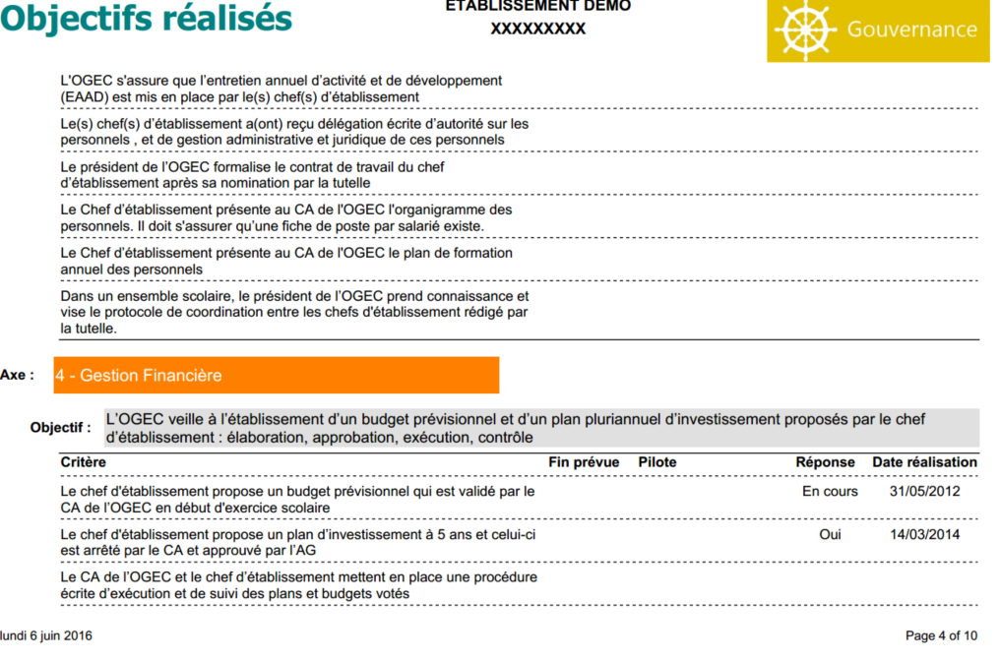 Objectifs réalisés
ETABLISSEMENT DEMO
XXXXXXXXX
Gouvernance
L'OGEC s'assure que l'entretien annuel d'activité et de développement
(EAAD) est mis en place par le(s) chef(s) d'établissement
Le(s) chef(s) d'établissement a(ont) reçu délégation écrite d'autorité sur les
personnels , et de gestion administrative et juridique de ces personnels
Le président de l'OGEC formalise le contrat de travail du chef
d'établissement après sa nomination par la tutelle
Le Chef d'établissement présente au CA de l'OGEC l'organigramme des
personnels. Il doit s'assurer qu'une fiche de poste par salarié existe.
Le Chef d'établissement présente au CA de l'OGEC le plan de formation
annuel des personnels
Dans un ensemble scolaire, le président de l'OGEC prend connaissance et
vise le protocole de coordination entre les chefs d'établissement rédigé par
la tutelle.
Axe : 4 - Gestion Financière
Objectif : L'OGEC veille à l'établissement d'un budget prévisionnel et d'un plan pluriannuel d'investissement proposés par le chef
d'établissement : élaboration, approbation, exécution, contrôle
Critère Fin prévue Pilote Réponse Date réalisation
Le chef d'établissement propose un budget prévisionnel qui est validé par le En cours 31/05/2012
CA de l'OGEC en début d'exercice scolaire
Le chef d'établissement propose un plan d'investissement à 5 ans et celui-ci Oui 14/03/2014
est arrêté par le CA et approuvé par l'AG
Le CA de l'OGEC et le chef d'établissement mettent en place une procédure
écrite d'exécution et de suivi des plans et budgets votés
lundi 6 juin 2016 Page 4 of 10